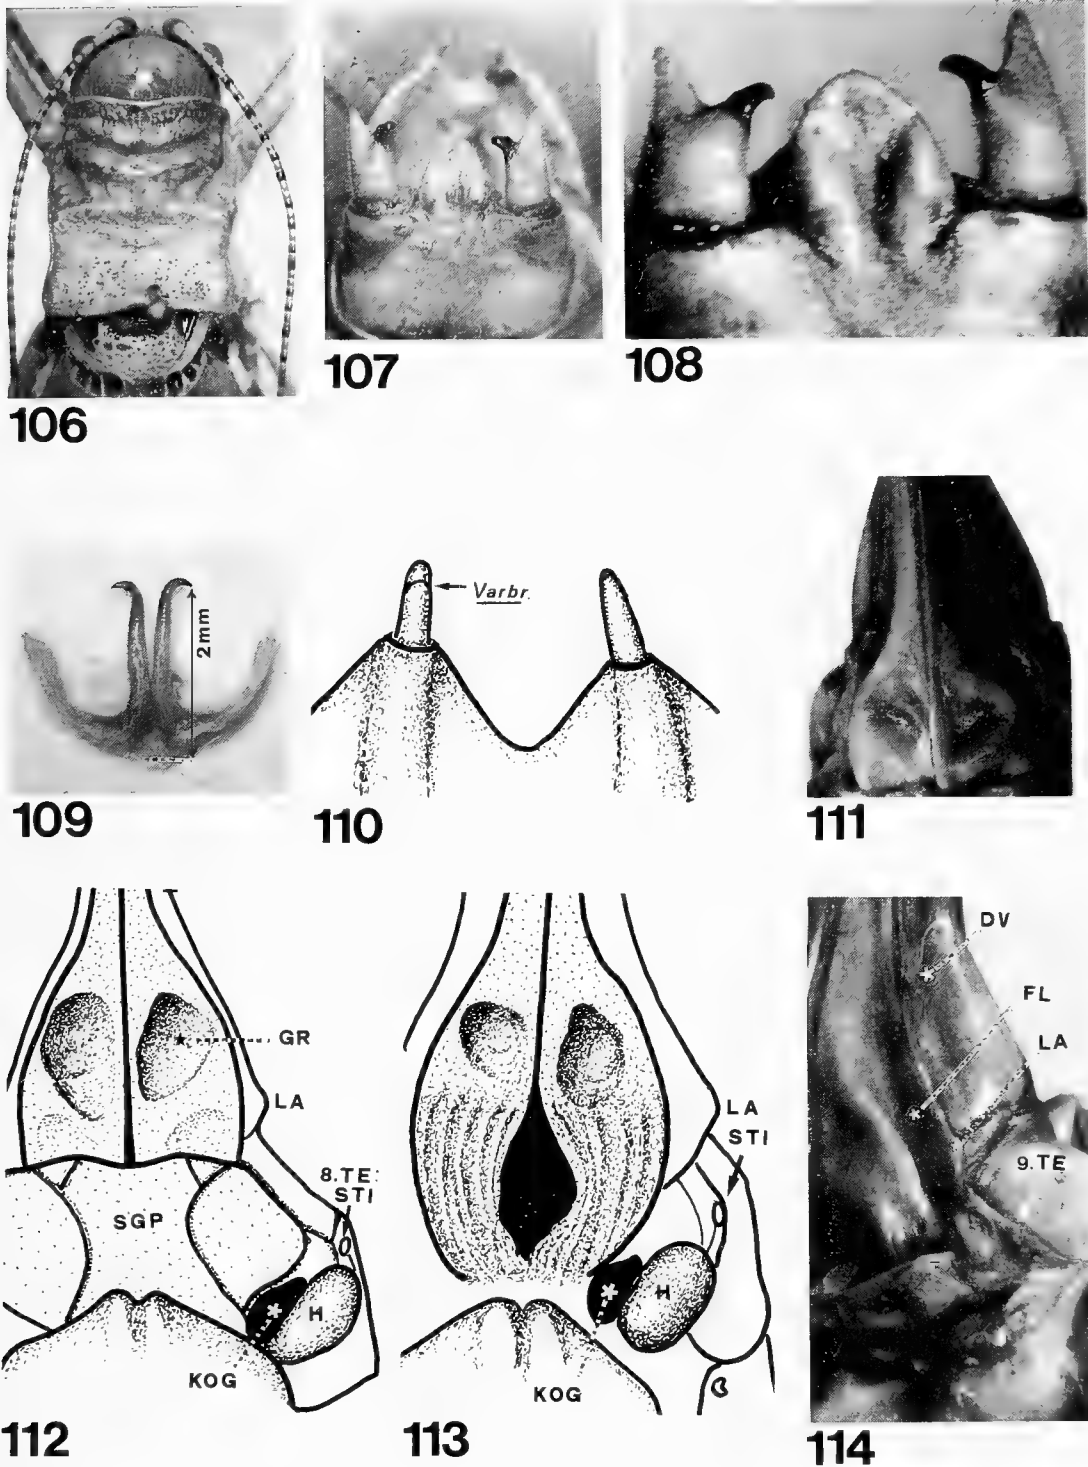 106
107
108
2mm
109
Varbr.
110
111
GR
LA
8.TE
STI
SGP
H
KOG
112
LA
STI
H
KOG
113
DV
FL
LA
9.TE
114